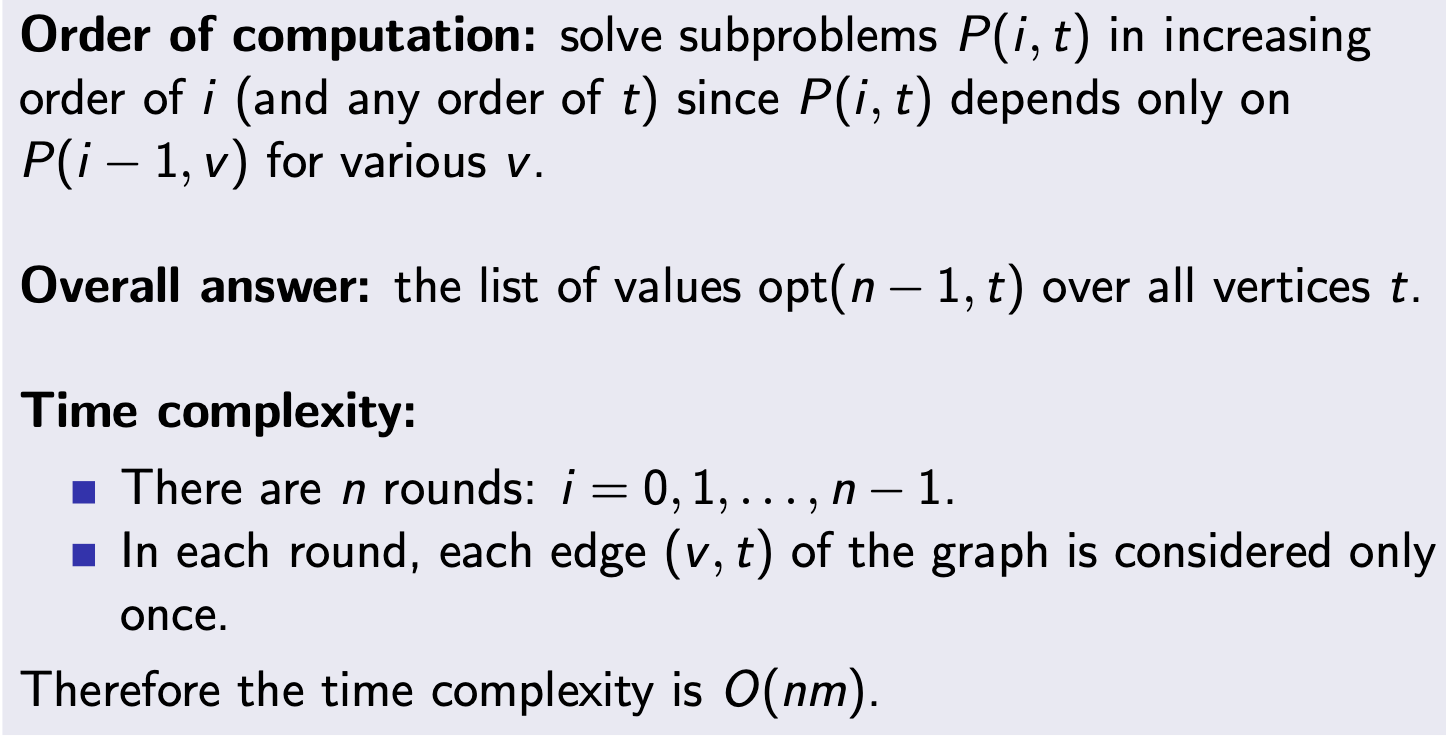 Order of computation: solve subproblems P(i, t) in increasing
order of i (and any order of t) since P(i, t) depends only on
P(i − 1, v) for various v.
Overall answer: the list of values opt(n − 1, t) over all vertices t.
Time complexity:
■ There are n rounds: i = 0, 1, . . . , n − 1.
■ In each round, each edge (v, t) of the graph is considered only
once.
Therefore the time complexity is O(nm).